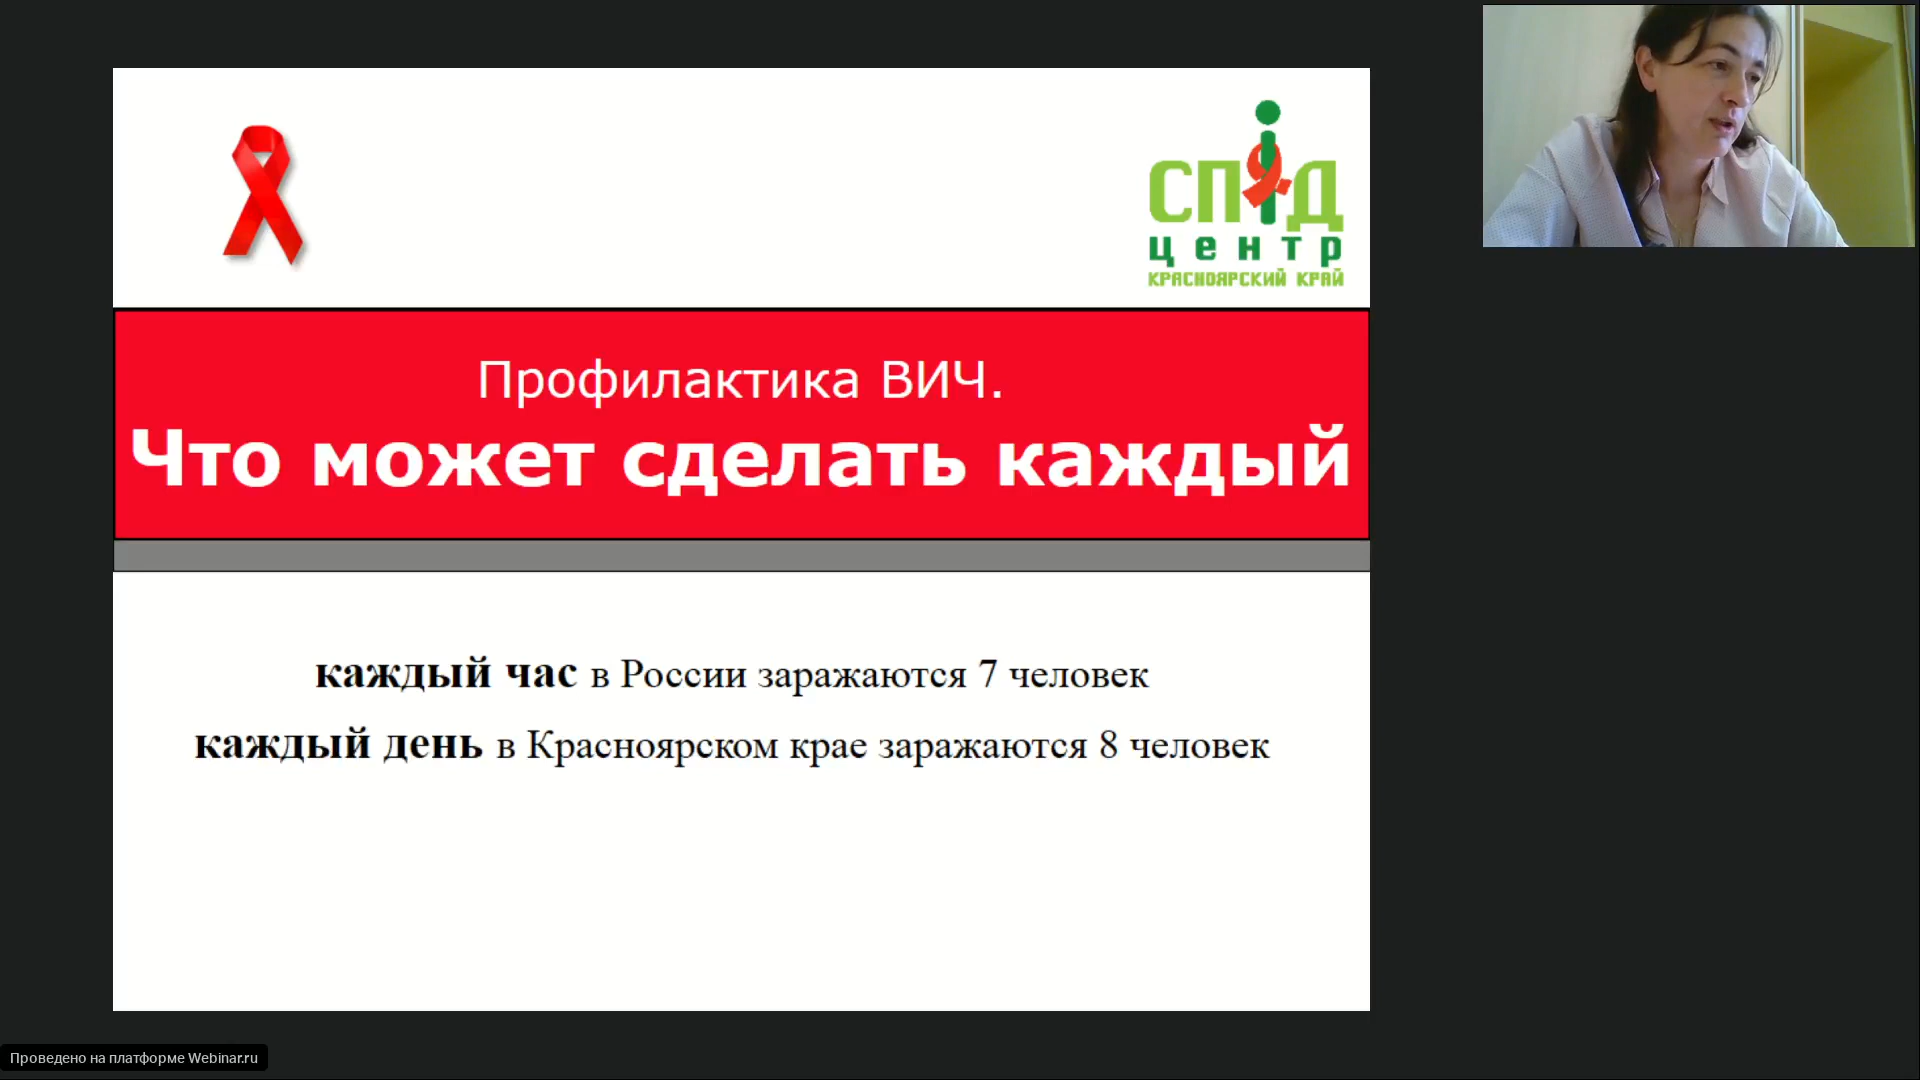 СПИД
центр
КРАСНОЯРСКИЙ КРАЙ
Профилактика ВИЧ.
Что может сделать каждый
каждый час в России заражаются 7 человек
каждый день в Красноярском крае заражаются 8 человек
Проведено на платформе Webinar.ru